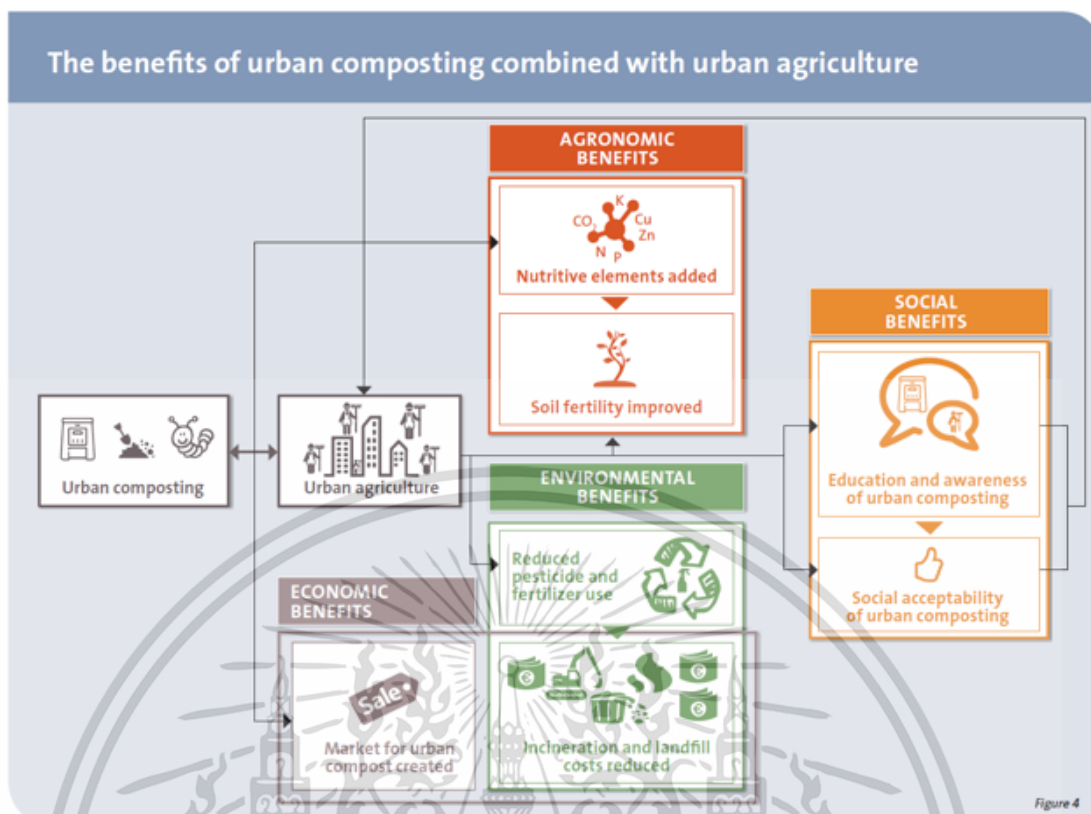 The benefits of urban composting combined with urban agriculture
AGRONOMIC
BENEFITS
K
CO2
Cu
Zn
N
P
Nutritive elements added
Soil fertility improved
SOCIAL
BENEFITS
Education and awareness
of urban composting
Social acceptability
of urban composting
Urban composting
Urban agriculture
ENVIRONMENTAL
BENEFITS
Reduced
pesticide and
fertilizer use
Incineration and landfill
costs reduced
ECONOMIC
BENEFITS
Sale
Market for urban
compost created
Figure 4